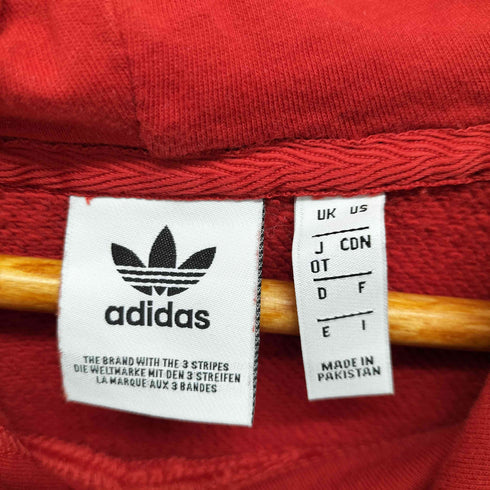 adidas
THE BRAND WITH THE 3 STRIPES
DIE WELTMARKE MIT DEN 3 STREIFEN
LA MARQUE AUX 3 BANDES
UK US
J CDN
OT
D F
E I
MADE IN
PAKISTAN